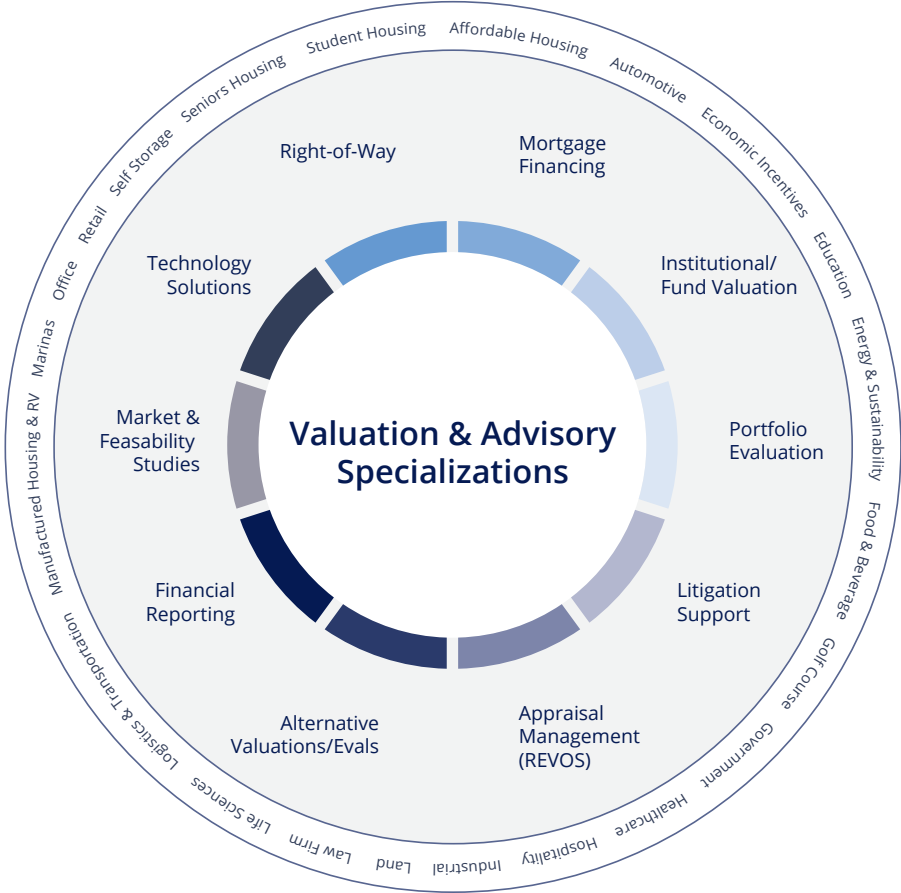 Affordable Housing
Automotive
Economic Incentives
Education
Energy & Sustainability
Food & Beverage
Golf Course
Government
Healthcare
Hospitality
Industrial
Land
Law Firm
Life Sciences
Logistics & Transportation
Manufactured Housing & RV
Marinas
Office
Retail
Self Storage
Seniors Housing
Student Housing
Mortgage
Financing
Institutional/
Fund Valuation
Portfolio
Evaluation
Litigation
Support
Appraisal
Management
(REVOS)
Alternative
Valuations/Evals
Financial
Reporting
Market &
Feasability
Studies
Technology
Solutions
Right-of-Way
Valuation & Advisory
Specializations